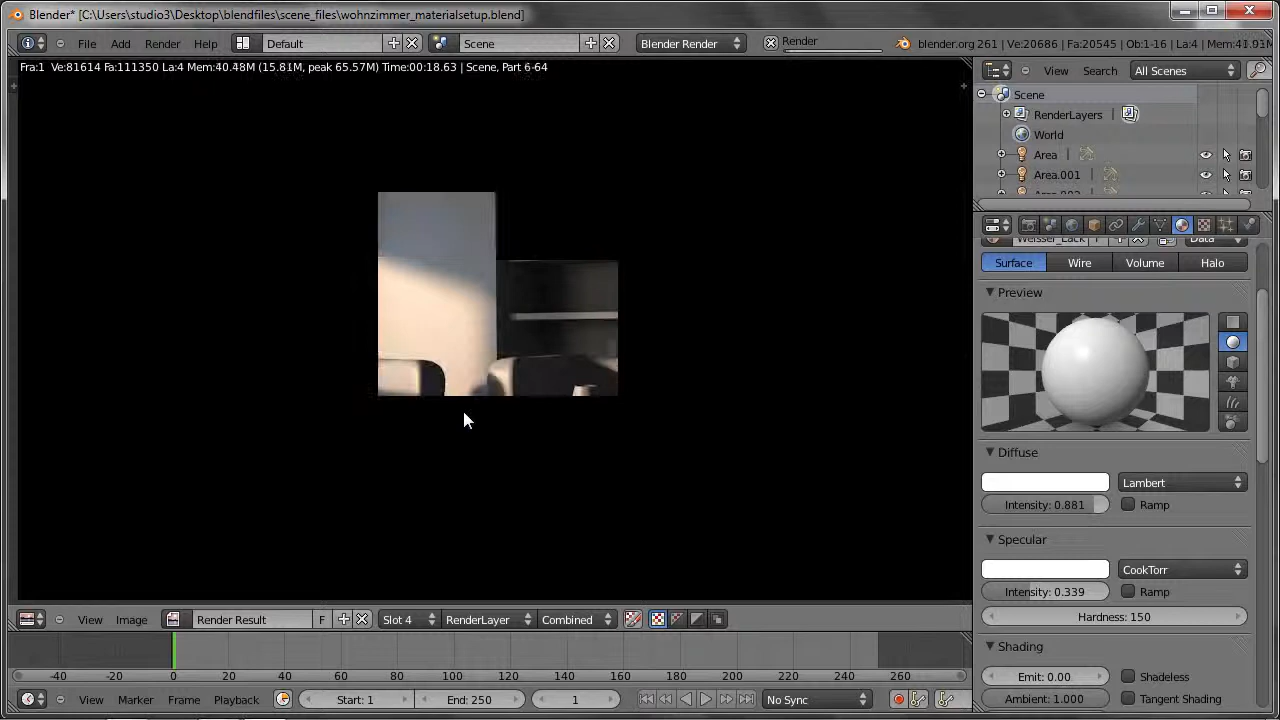 Blender* [C:\Users\studio3\Desktop\blendfiles\scene_files\wohnzimmer_materialsetup.blend]
File Add Render Help Default Scene Blender Render Render blender.org 261 | Ve:20686 | Fa:20545 | Ob:1-16 | La:4 | Mem:41.91M
Fra:1 Ve:81614 Fa:111350 La:4 Mem:40.48M (15.81M, peak 65.57M) Time:00:18.63 | Scene, Part 6-64
View Search All Scenes
Scene
RenderLayers
World
Area
Area.001
Weisser_Lack F Data
Surface Wire Volume Halo
Preview
Diffuse
Lambert
Intensity: 0.881 Ramp
Specular
CookTorr
Intensity: 0.339 Ramp
Hardness: 150
Shading
Emit: 0.00 Shadeless
Ambient: 1.000 Tangent Shading
View Image Render Result F Slot 4 RenderLayer Combined
-40 -20 0 20 40 60 80 100 120 140 160 180 200 220 240 260
View Marker Frame Playback Start: 1 End: 250 1 No Sync